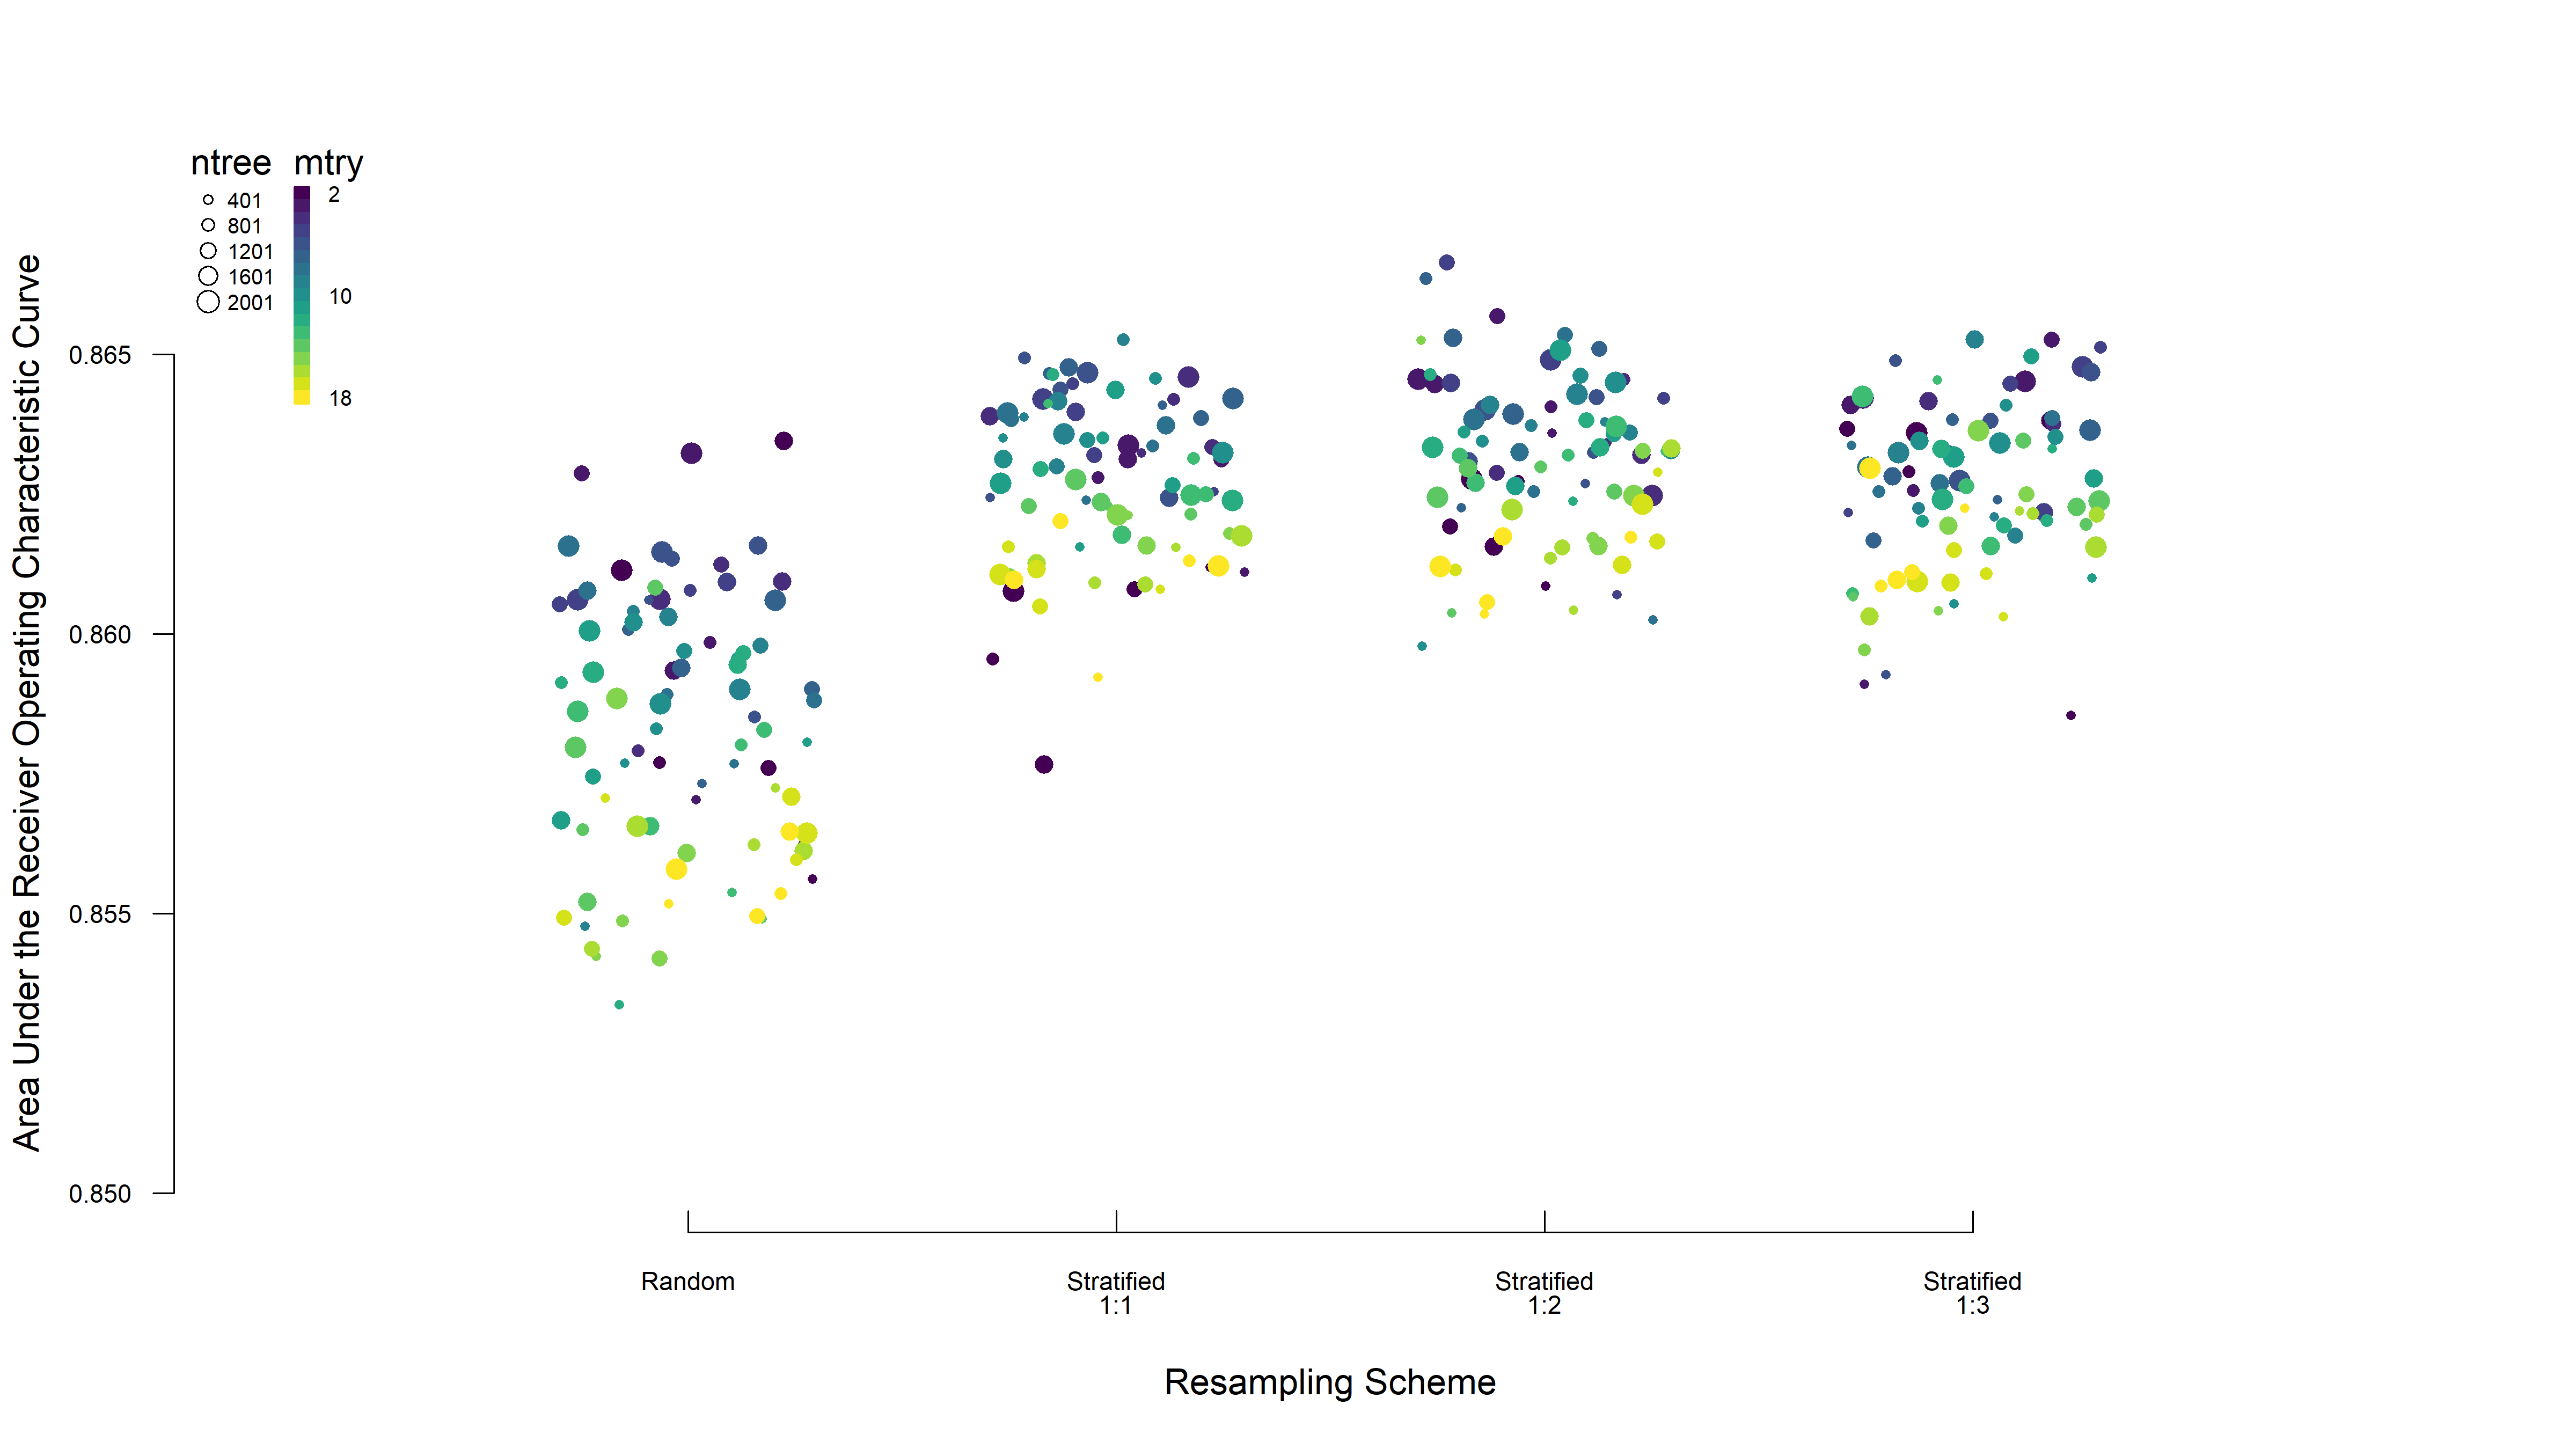 ntree mtry
401
801
1201
1601
2001
2
10
18
Area Under the Receiver Operating Characteristic Curve
0.865
0.860
0.855
0.850
Random
Stratified
1:1
Stratified
1:2
Stratified
1:3
Resampling Scheme